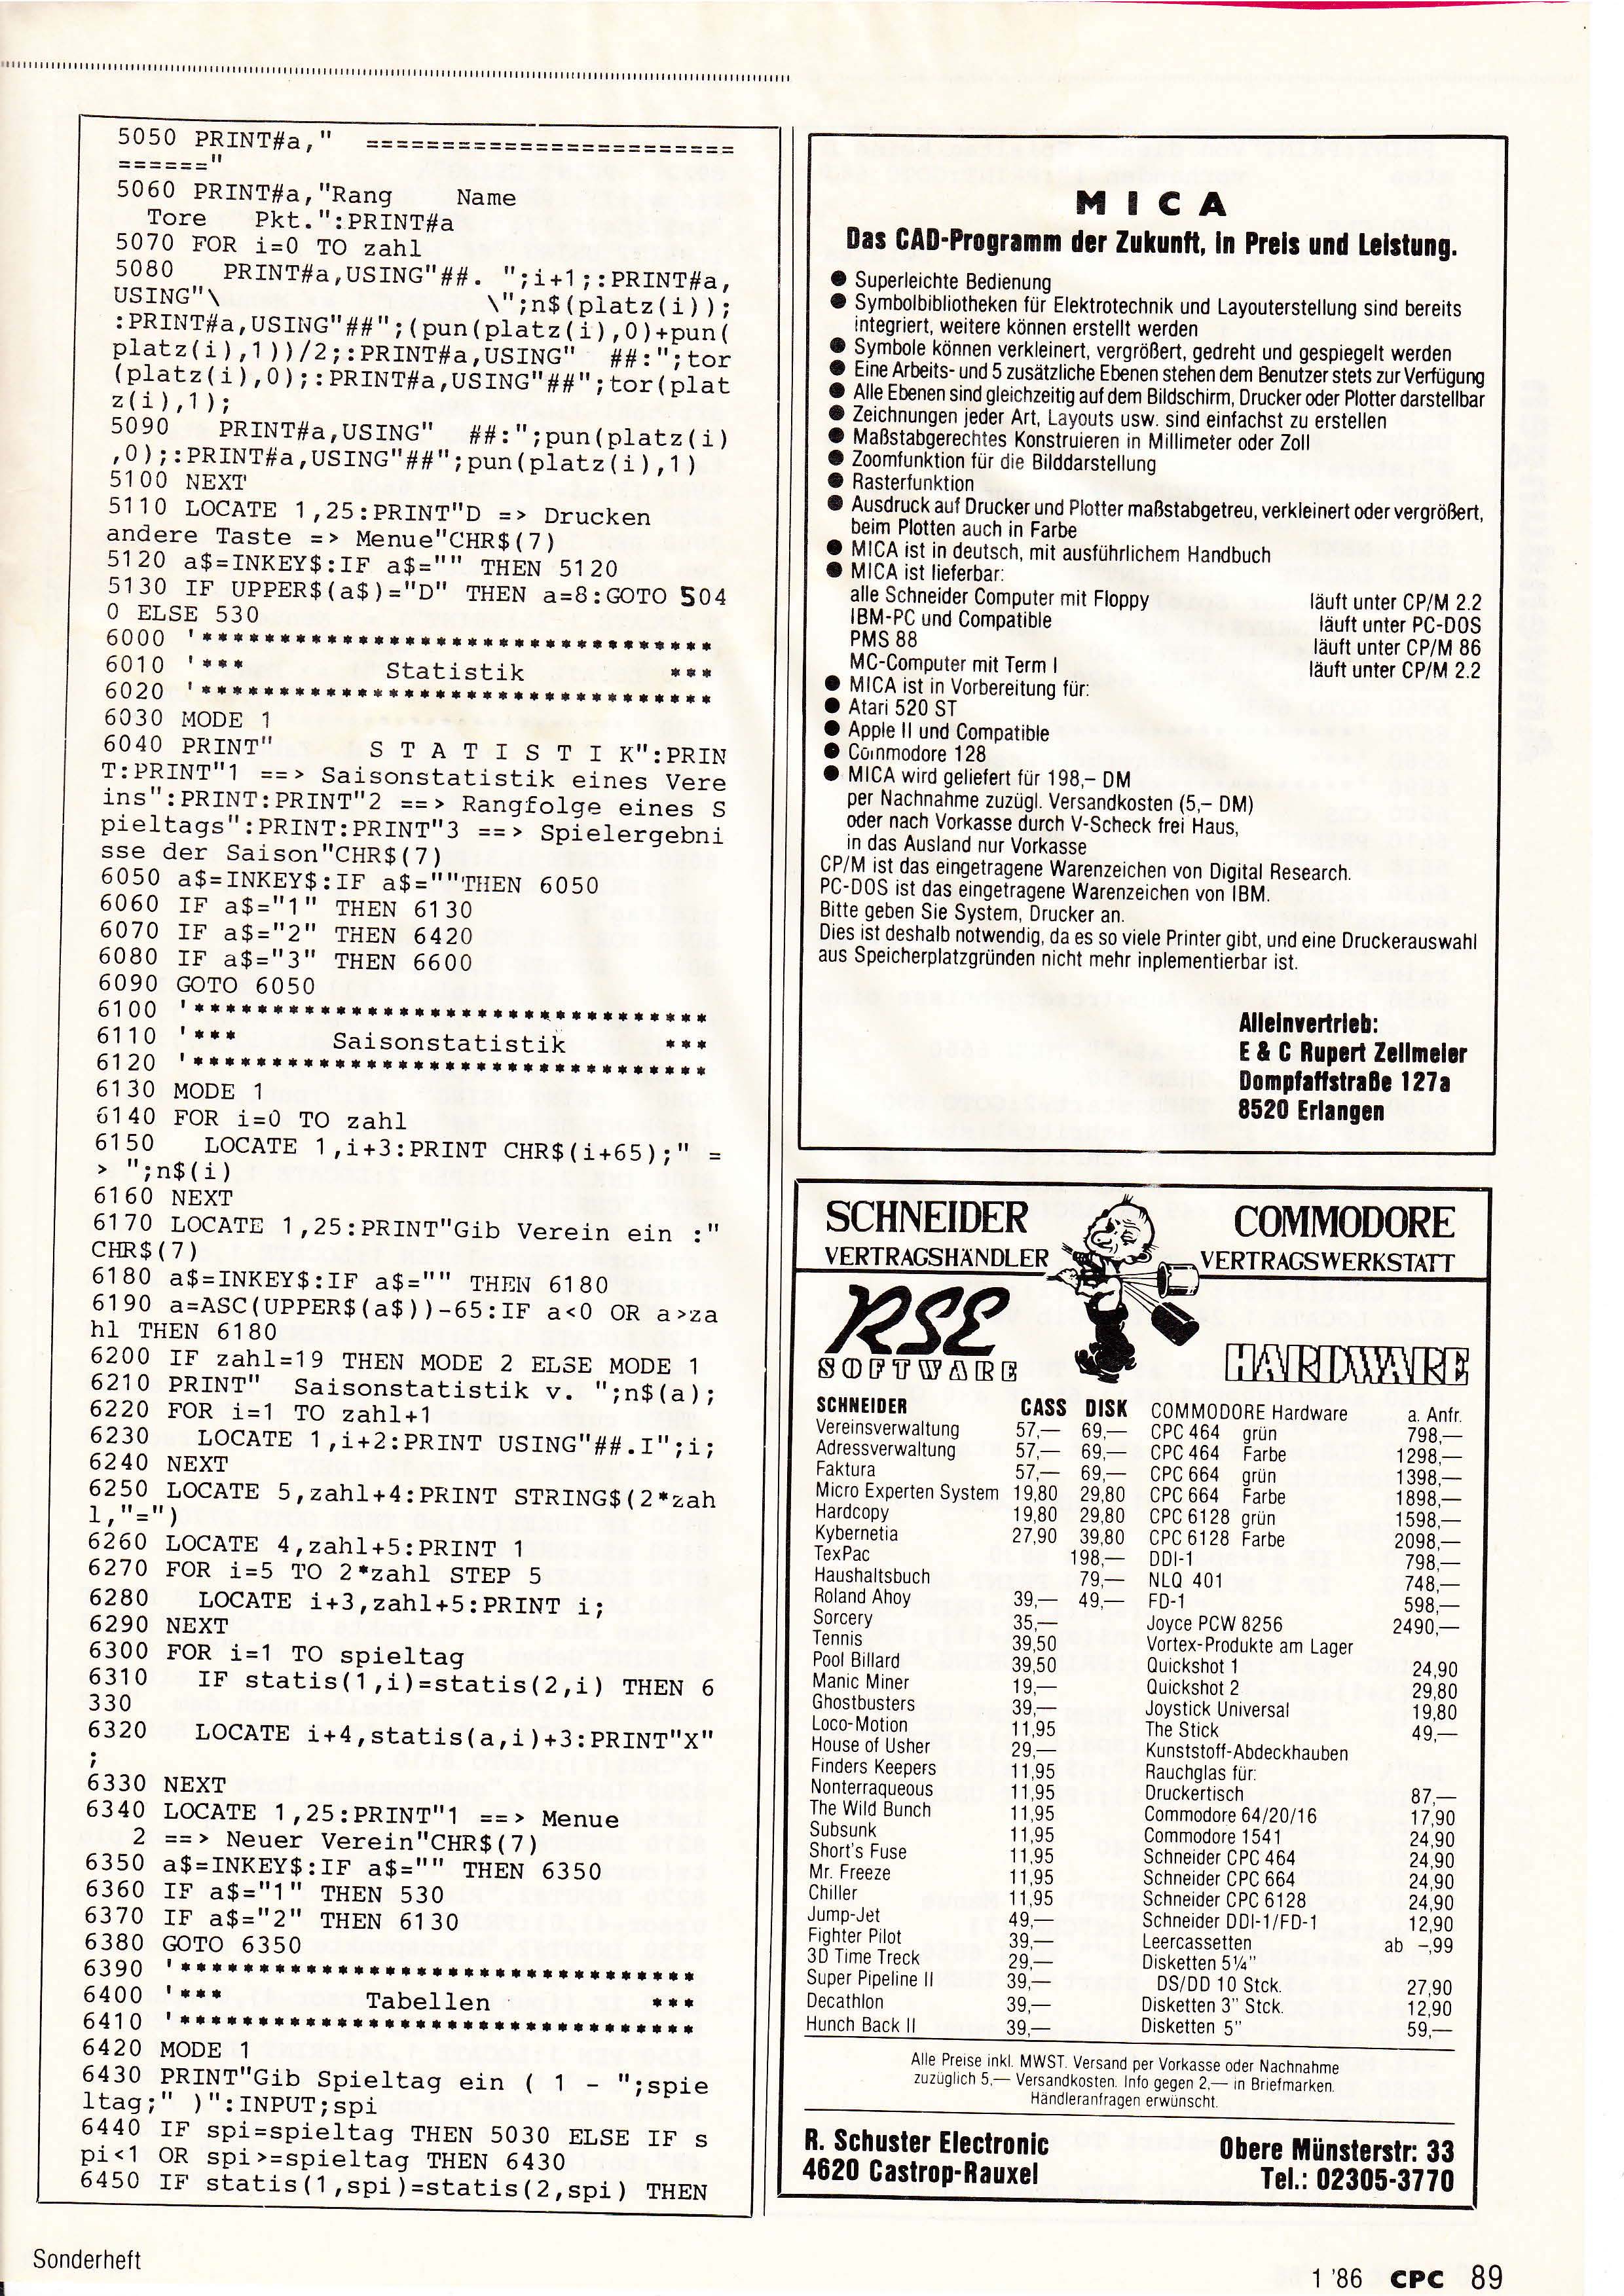 5050 PRINT#a,"  ========================
======"
5060 PRINT#a,"Rang    Name
  Tore   Pkt.":PRINT#a
5070 FOR i=0 TO zahl
5080   PRINT#a,USING"##. ";i+1;:PRINT#a,
USING"\                 \";n$(platz(i));
:PRINT#a,USING"##";(pun(platz(i),0)+pun(
platz(i),1))/2;:PRINT#a,USING"  ##:";tor
(platz(i),0);:PRINT#a,USING"##";tor(plat
z(i),1);
5090   PRINT#a,USING"  ##:";pun(platz(i)
,0);:PRINT#a,USING"##";pun(platz(i),1)
5100 NEXT
5110 LOCATE 1,25:PRINT"D => Drucken
andere Taste => Menue"CHR$(7)
5120 a$=INKEY$:IF a$="" THEN 5120
5130 IF UPPER$(a$)="D" THEN a=8:GOTO 504
0 ELSE 530
6000 '*********************************
6010 '***         Statistik         ***
6020 '*********************************
6030 MODE 1
6040 PRINT"      S T A T I S T I K":PRIN
T:PRINT"1 ==> Saisonstatistik eines Vere
ins":PRINT:PRINT"2 ==> Rangfolge eines S
pieltags":PRINT:PRINT"3 ==> Spielergebni
sse der Saison"CHR$(7)
6050 a$=INKEY$:IF a$=""THEN 6050
6060 IF a$="1" THEN 6130
6070 IF a$="2" THEN 6420
6080 IF a$="3" THEN 6600
6090 GOTO 6050
6100 '*********************************
6110 '***      Saisonstatistik      ***
6120 '*********************************
6130 MODE 1
6140 FOR i=0 TO zahl
6150   LOCATE 1,i+3:PRINT CHR$(i+65);" =
> ";n$(i)
6160 NEXT
6170 LOCATE 1,25:PRINT"Gib Verein ein :"
CHR$(7)
6180 a$=INKEY$:IF a$="" THEN 6180
6190 a=ASC(UPPER$(a$))-65:IF a<0 OR a>za
hl THEN 6180
6200 IF zahl=19 THEN MODE 2 ELSE MODE 1
6210 PRINT"  Saisonstatistik v. ";n$(a);
6220 FOR i=1 TO zahl+1
6230   LOCATE 1,i+2:PRINT USING"##.I";i;
6240 NEXT
6250 LOCATE 5,zahl+4:PRINT STRING$(2*zah
l,"=")
6260 LOCATE 4,zahl+5:PRINT 1
6270 FOR i=5 TO 2*zahl STEP 5
6280   LOCATE i+3,zahl+5:PRINT i;
6290 NEXT
6300 FOR i=1 TO spieltag
6310   IF statis(1,i)=statis(2,i) THEN 6
330
6320   LOCATE i+4,statis(a,i)+3:PRINT"X"
;
6330 NEXT
6340 LOCATE 1,25:PRINT"1 ==> Menue
   2 ==> Neuer Verein"CHR$(7)
6350 a$=INKEY$:IF a$="" THEN 6350
6360 IF a$="1" THEN 530
6370 IF a$="2" THEN 6130
6380 GOTO 6350
6390 '*********************************
6400 '***         Tabellen          ***
6410 '*********************************
6420 MODE 1
6430 PRINT"Gib Spieltag ein ( 1 - ";spie
ltag;" )":INPUT;spi
6440 IF spi=spieltag THEN 5030 ELSE IF s
pi<1 OR spi>=spieltag THEN 6430
6450 IF statis(1,spi)=statis(2,spi) THEN
MICA
Das CAD-Programm der Zukunft, in Preis und Leistung.
● Superleichte Bedienung
● Symbolbibliotheken für Elektrotechnik und Layouterstellung sind bereits
integriert, weitere können erstellt werden
● Symbole können verkleinert, vergrößert, gedreht und gespiegelt werden
● Eine Arbeits- und 5 zusätzliche Ebenen stehen dem Benutzer stets zur Verfügung
● Alle Ebenen sind gleichzeitig auf dem Bildschirm, Drucker oder Plotter darstellbar
● Zeichnungen jeder Art, Layouts usw. sind einfachst zu erstellen
● Maßstabgerechtes Konstruieren in Millimeter oder Zoll
● Zoomfunktion für die Bilddarstellung
● Rasterfunktion
● Ausdruck auf Drucker und Plotter maßstabgetreu, verkleinert oder vergrößert,
beim Plotten auch in Farbe
● MICA ist in deutsch, mit ausführlichem Handbuch
● MICA ist lieferbar:
alle Schneider Computer mit Floppy läuft unter CP/M 2.2
IBM-PC und Compatible läuft unter PC-DOS
PMS 88 läuft unter CP/M 86
MC-Computer mit Term I läuft unter CP/M 2.2
● MICA ist in Vorbereitung für:
● Atari 520 ST
● Apple II und Compatible
● Commodore 128
● MICA wird geliefert für 198,– DM
per Nachnahme zuzügl. Versandkosten (5,– DM)
oder nach Vorkasse durch V-Scheck frei Haus,
in das Ausland nur Vorkasse
CP/M ist das eingetragene Warenzeichen von Digital Research.
PC-DOS ist das eingetragene Warenzeichen von IBM.
Bitte geben Sie System, Drucker an.
Dies ist deshalb notwendig, da es so viele Printer gibt, und eine Druckerauswahl
aus Speicherplatzgründen nicht mehr inplementierbar ist.
Alleinvertrieb:
E & C Rupert Zellmeier
Dompfaffstraße 127a
8520 Erlangen
SCHNEIDER COMMODORE
VERTRAGSHÄNDLER VERTRAGSWERKSTATT
RSE
SOFTWARE HARDWARE
SCHNEIDER CASS DISK
Vereinsverwaltung 57,— 69,—
Adressverwaltung 57,— 69,—
Faktura 57,— 69,—
Micro Experten System 19,80 29,80
Hardcopy 19,80 29,80
Kybernetia 27,90 39,80
TexPac 198,—
Haushaltsbuch 79,—
Roland Ahoy 39,— 49,—
Sorcery 35,—
Tennis 39,50
Pool Billard 39,50
Manic Miner 19,—
Ghostbusters 39,—
Loco-Motion 11,95
House of Usher 29,—
Finders Keepers 11,95
Nonterraqueous 11,95
The Wild Bunch 11,95
Subsunk 11,95
Short's Fuse 11,95
Mr. Freeze 11,95
Chiller 11,95
Jump-Jet 49,—
Fighter Pilot 39,—
3D Time Treck 29,—
Super Pipeline II 39,—
Decathlon 39,—
Hunch Back II 39,—
COMMODORE Hardware a. Anfr.
CPC 464 grün 798,—
CPC 464 Farbe 1298,—
CPC 664 grün 1398,—
CPC 664 Farbe 1898,—
CPC 6128 grün 1598,—
CPC 6128 Farbe 2098,—
DDI-1 798,—
NLQ 401 748,—
FD-1 598,—
Joyce PCW 8256 2490,—
Vortex-Produkte am Lager
Quickshot 1 24,90
Quickshot 2 29,80
Joystick Universal 19,80
The Stick 49,—
Kunststoff-Abdeckhauben
Rauchglas für:
Druckertisch 87,—
Commodore 64/20/16 17,90
Commodore 1541 24,90
Schneider CPC 464 24,90
Schneider CPC 664 24,90
Schneider CPC 6128 24,90
Schneider DDI-1/FD-1 12,90
Leercassetten ab –,99
Disketten 5¼"
DS/DD 10 Stck. 27,90
Disketten 3" Stck. 12,90
Disketten 5" 59,—
Alle Preise inkl. MWST. Versand per Vorkasse oder Nachnahme
zuzüglich 5,— Versandkosten. Info gegen 2,— in Briefmarken.
Händleranfragen erwünscht.
R. Schuster Electronic Obere Münsterstr: 33
4620 Castrop-Rauxel Tel.: 02305-3770
Sonderheft
1 '86 CPC 89